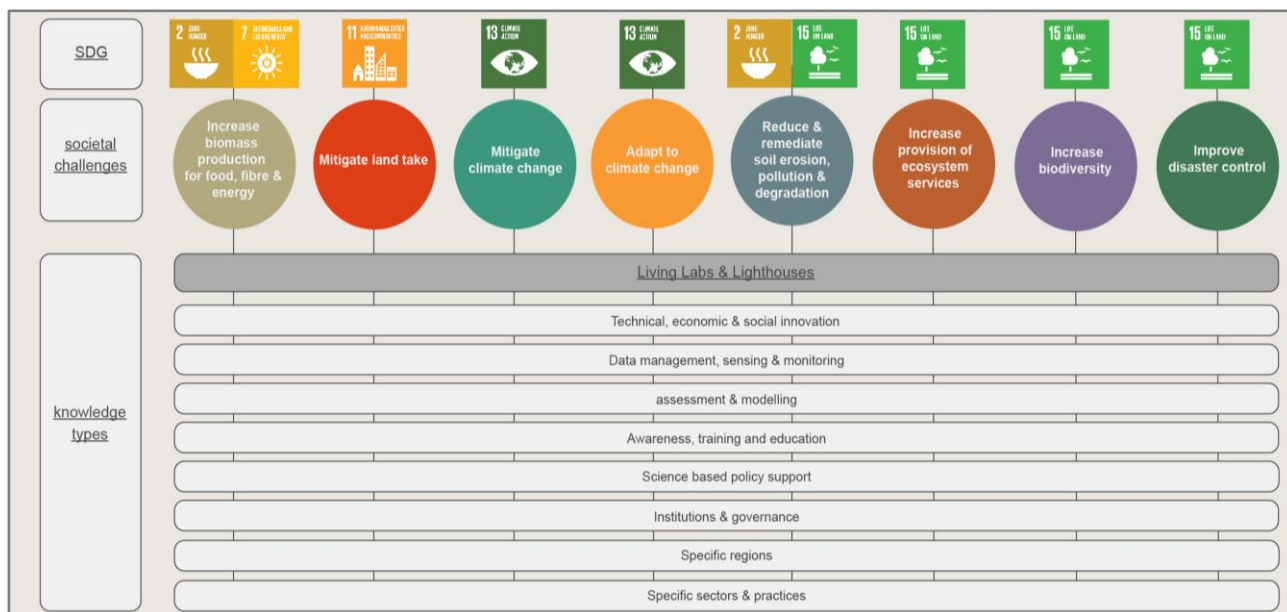 SDG
2 ZERO
HUNGER
7 AFFORDABLE AND
CLEAN ENERGY
11 SUSTAINABLE CITIES
AND COMMUNITIES
13 CLIMATE
ACTION
13 CLIMATE
ACTION
2 ZERO
HUNGER
15 LIFE
ON LAND
15 LIFE
ON LAND
15 LIFE
ON LAND
15 LIFE
ON LAND
societal
challenges
Increase
biomass
production
for food, fibre &
energy
Mitigate land take
Mitigate
climate change
Adapt to
climate change
Reduce &
remediate
soil erosion,
pollution &
degradation
Increase
provision of
ecosystem
services
Increase
biodiversity
Improve
disaster control
knowledge
types
Living Labs & Lighthouses
Technical, economic & social innovation
Data management, sensing & monitoring
assessment & modelling
Awareness, training and education
Science based policy support
Institutions & governance
Specific regions
Specific sectors & practices